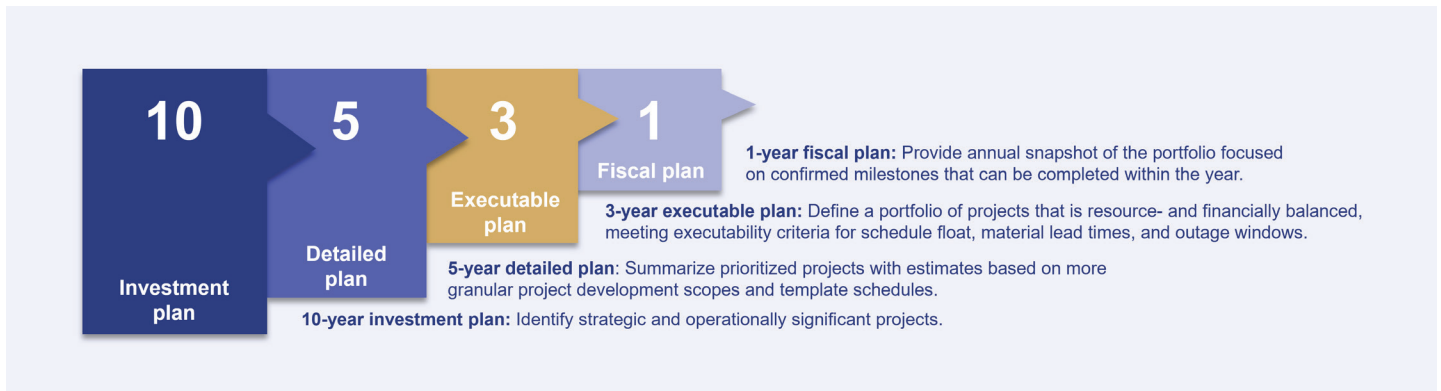 10
Investment
plan
5
Detailed
plan
3
Executable
plan
1
Fiscal plan
1-year fiscal plan: Provide annual snapshot of the portfolio focused
on confirmed milestones that can be completed within the year.
3-year executable plan: Define a portfolio of projects that is resource- and financially balanced,
meeting executability criteria for schedule float, material lead times, and outage windows.
5-year detailed plan: Summarize prioritized projects with estimates based on more
granular project development scopes and template schedules.
10-year investment plan: Identify strategic and operationally significant projects.